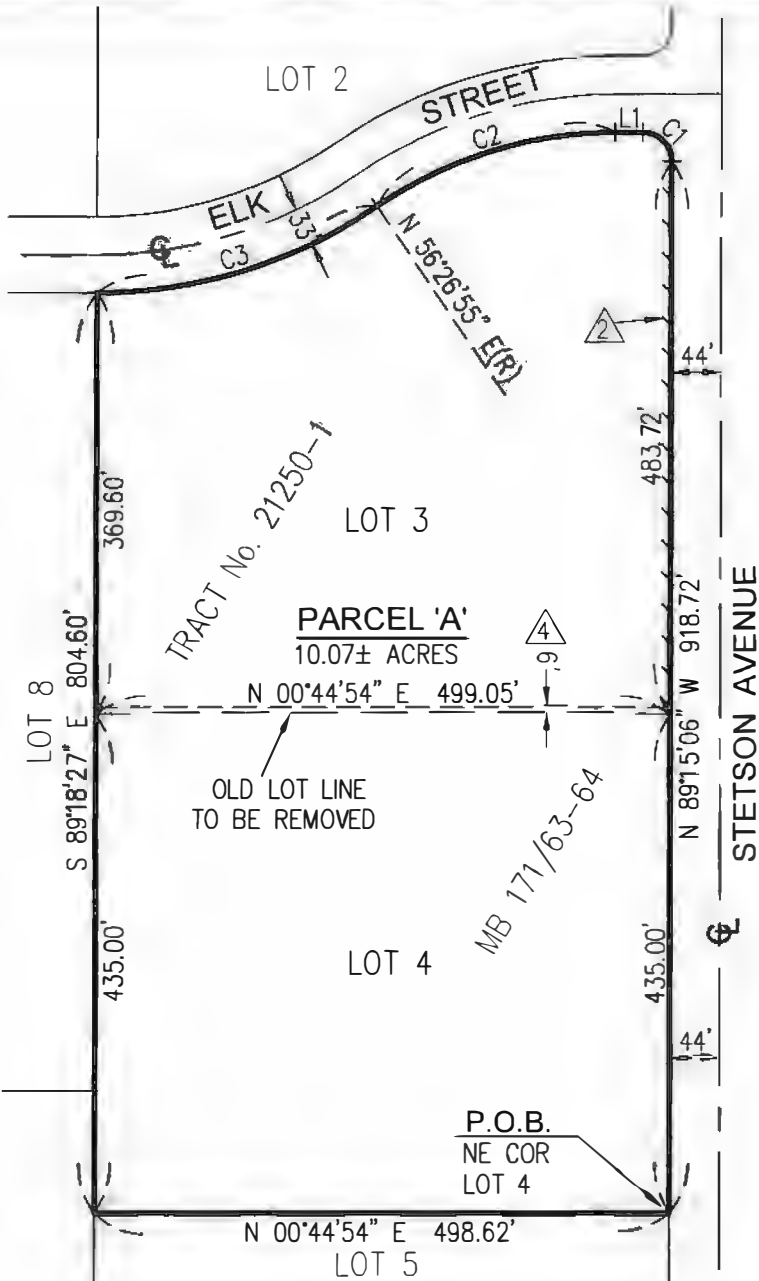 LOT 2
STREET
L1
C1
C2
ELK
℄
33'
C3
N 56°26'55" E(R)
2
44'
369.60'
483.72'
TRACT No. 21250-1
LOT 3
PARCEL 'A'
10.07± ACRES
4
6'
N 00°44'54" E 499.05'
LOT 8
S 89°18'27" E 804.60'
N 89°15'06" W 918.72'
STETSON AVENUE
OLD LOT LINE
TO BE REMOVED
MB 171/63-64
℄
435.00'
LOT 4
435.00'
44'
P.O.B.
NE COR
LOT 4
N 00°44'54" E 498.62'
LOT 5